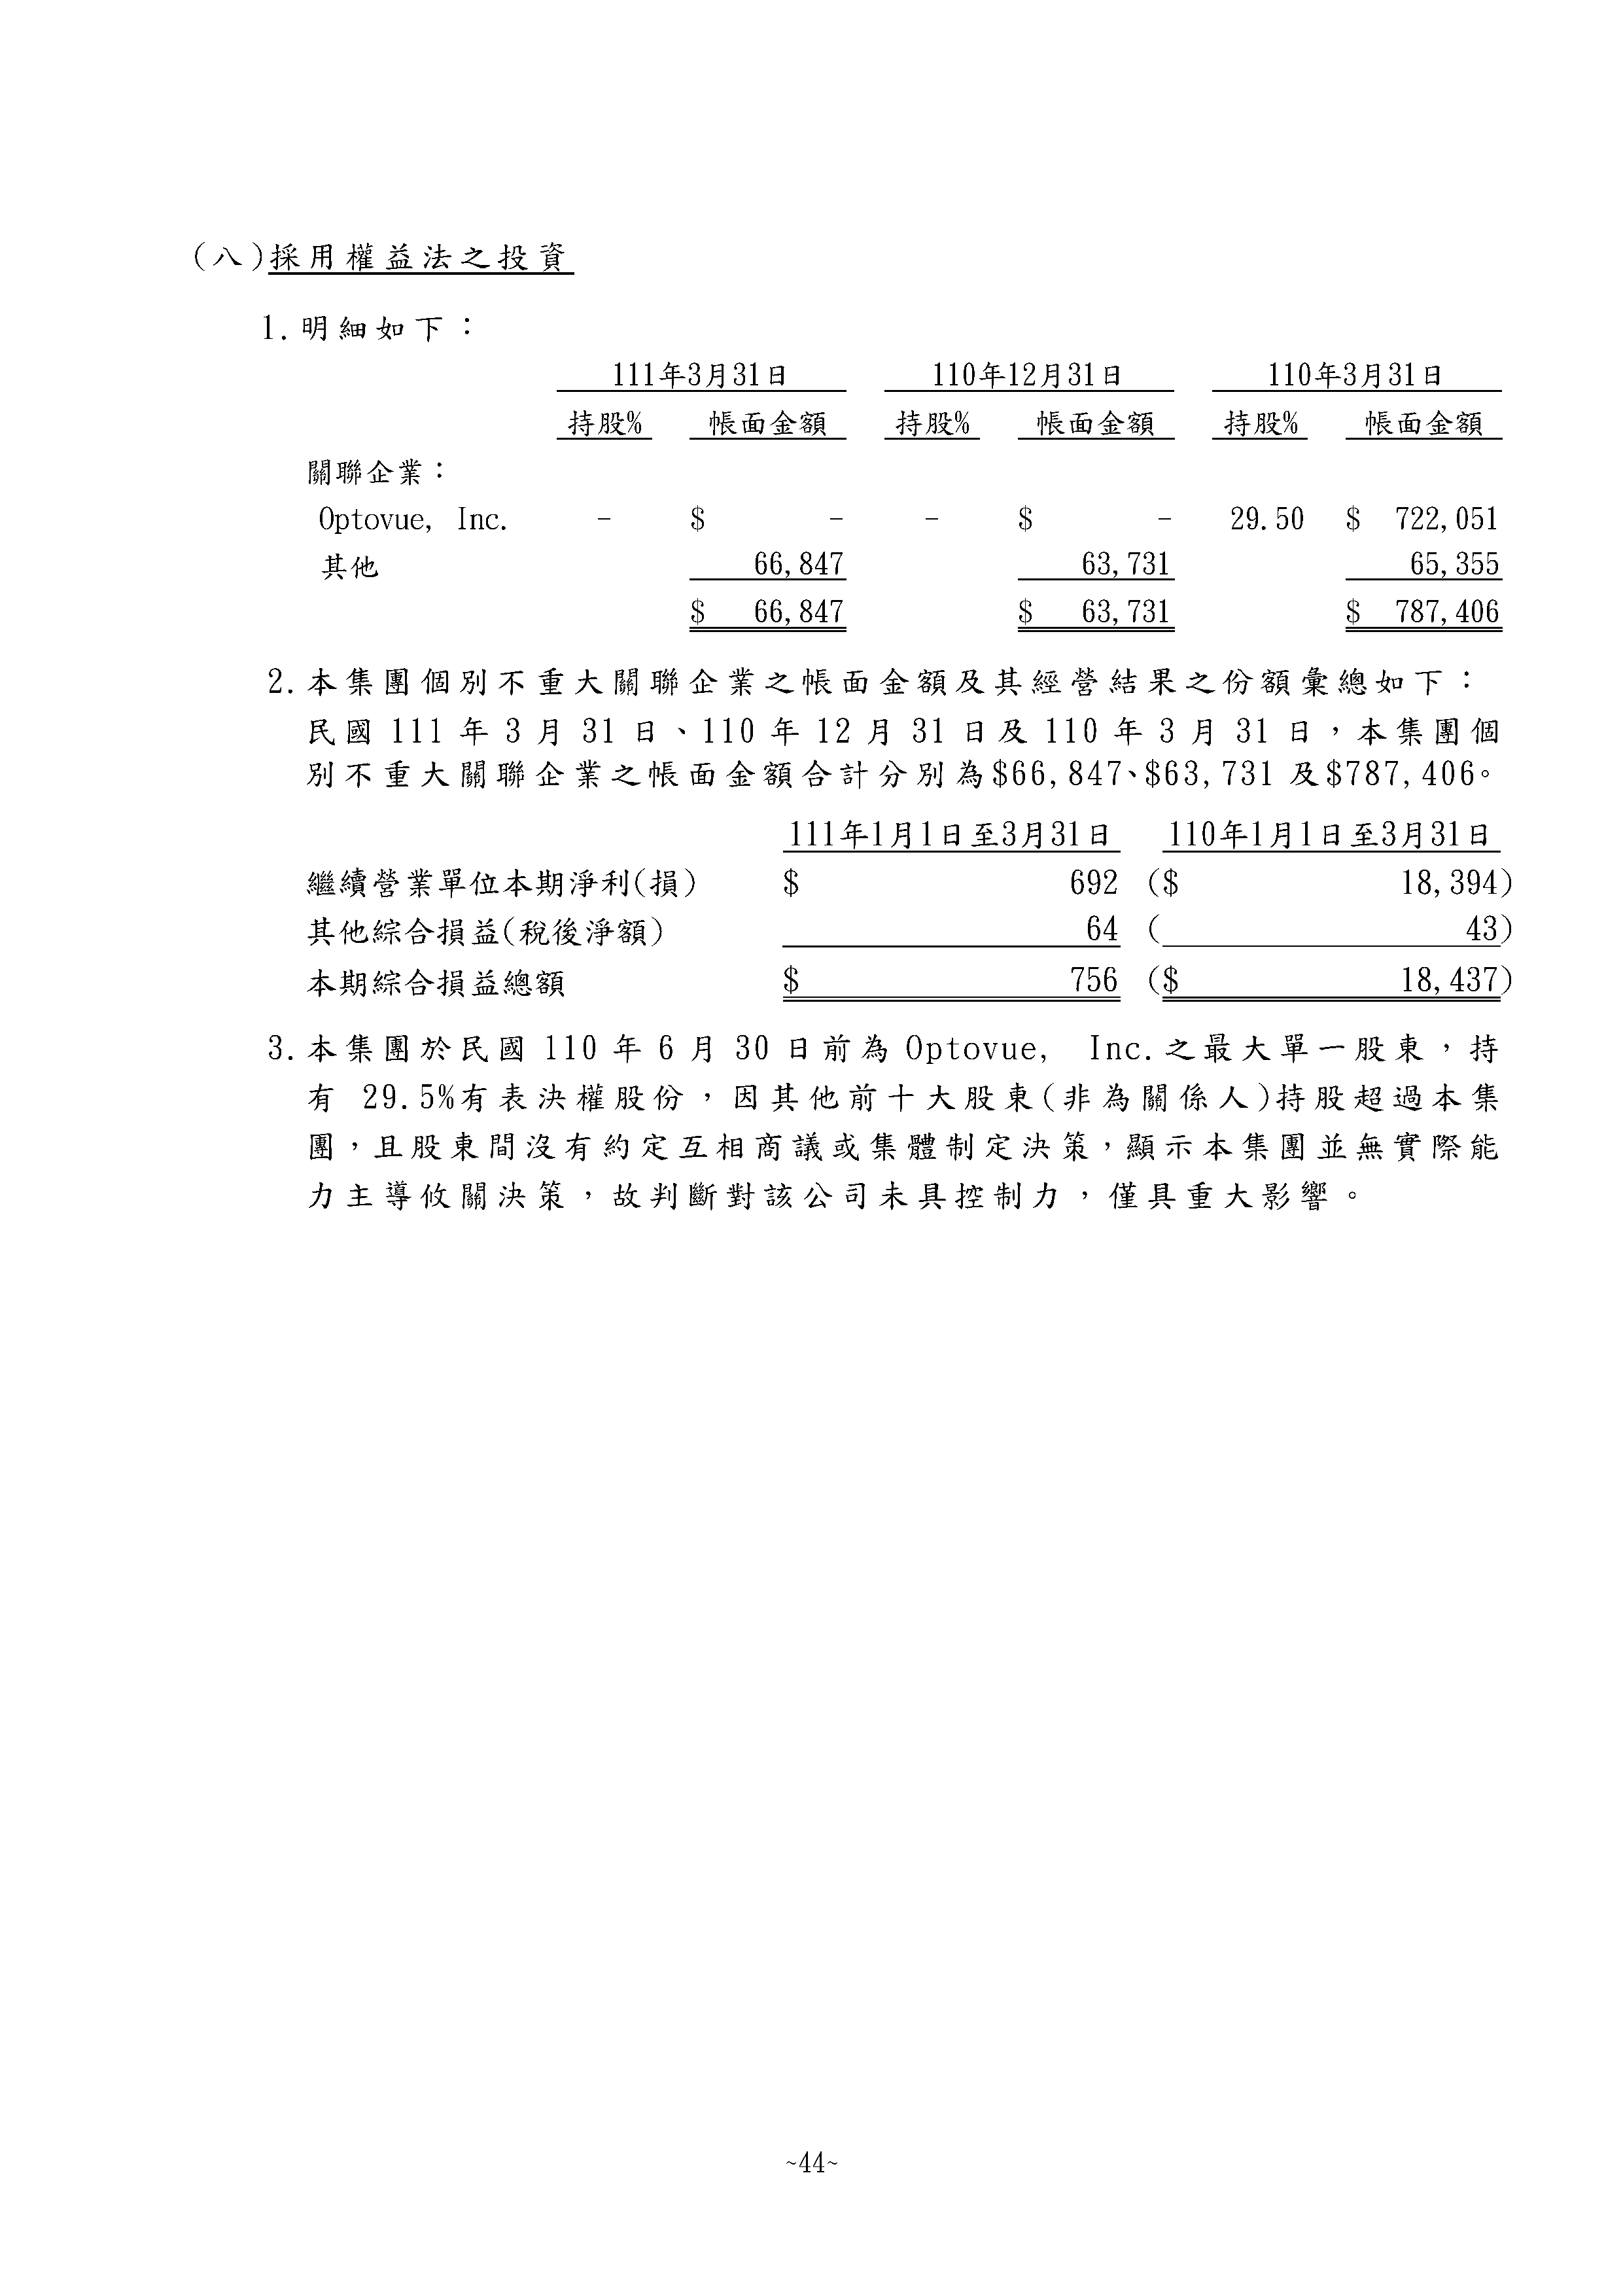 (八)採用權益法之投資
1.明細如下：
111年3月31日 110年12月31日 110年3月31日
持股% 帳面金額 持股% 帳面金額 持股% 帳面金額
關聯企業：
Optovue, Inc. - $ - - $ - 29.50 $ 722,051
其他 66,847 63,731 65,355
$ 66,847 $ 63,731 $ 787,406
2.本集團個別不重大關聯企業之帳面金額及其經營結果之份額彙總如下：
民國 111 年 3 月 31 日、110 年 12 月 31 日及 110 年 3 月 31 日，本集團個
別不重大關聯企業之帳面金額合計分別為$66,847、$63,731 及$787,406。
111年1月1日至3月31日 110年1月1日至3月31日
繼續營業單位本期淨利(損) $ 692 ($ 18,394)
其他綜合損益(稅後淨額) 64 ( 43)
本期綜合損益總額 $ 756 ($ 18,437)
3.本集團於民國 110 年 6 月 30 日前為 Optovue, Inc.之最大單一股東，持
有 29.5%有表決權股份，因其他前十大股東(非為關係人)持股超過本集
團，且股東間沒有約定互相商議或集體制定決策，顯示本集團並無實際能
力主導攸關決策，故判斷對該公司未具控制力，僅具重大影響。
~44~